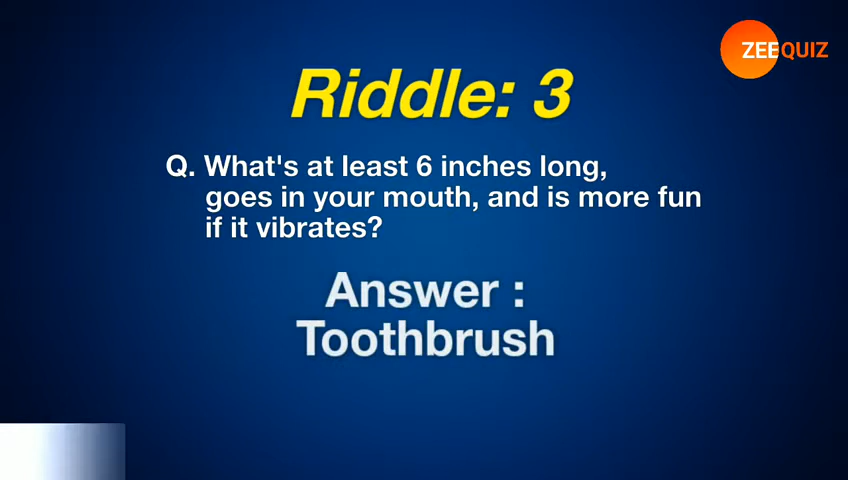 ZEEQUIZ
Riddle: 3
Q. What's at least 6 inches long,
goes in your mouth, and is more fun
if it vibrates?
Answer :
Toothbrush